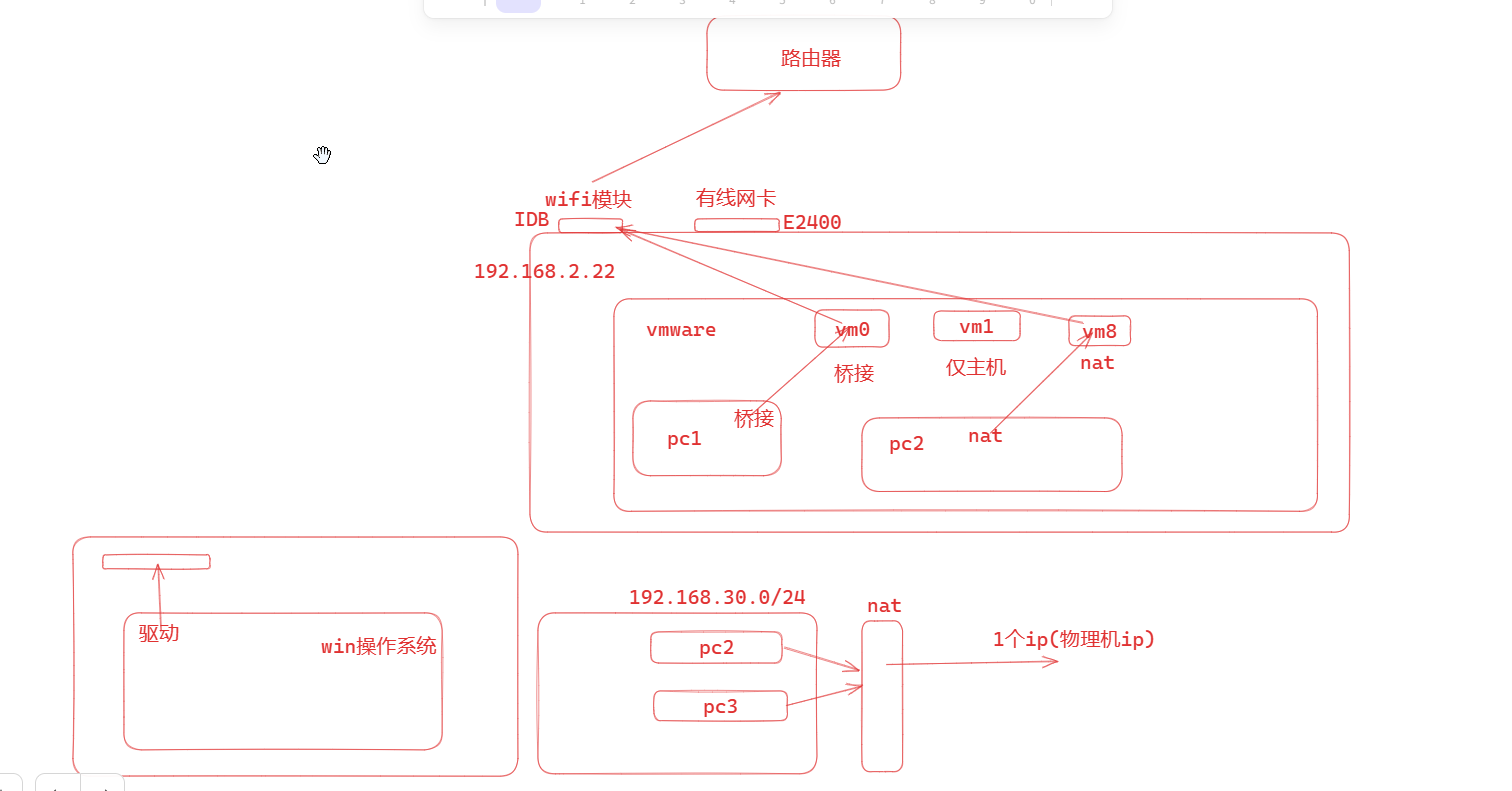 路由器
wifi模块
有线网卡
IDB
E2400
192.168.2.22
vmware
vm0
vm1
vm8
桥接
仅主机
nat
桥接
pc1
pc2
nat
驱动
win操作系统
192.168.30.0/24
nat
pc2
1个ip(物理机ip)
pc3